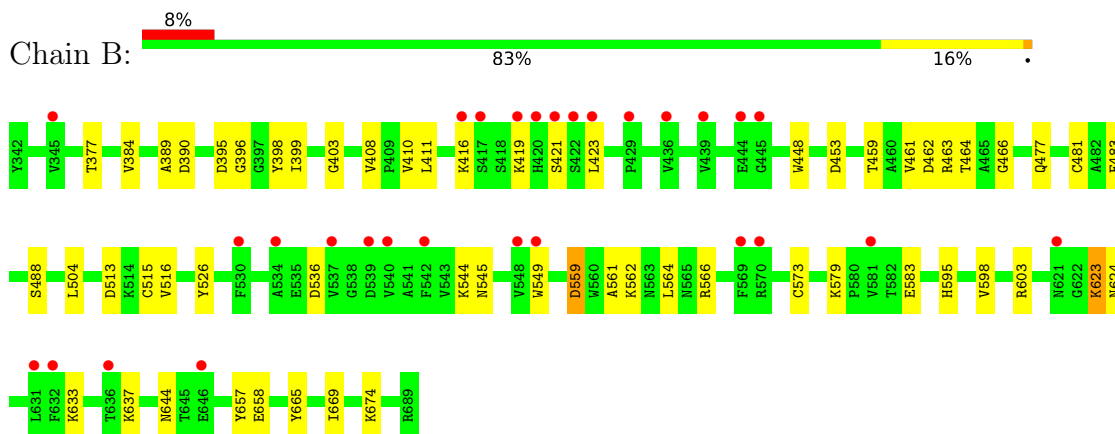 8%
Chain B:
83% 16% •
Y342 V345 T377 V384 A389 D390 D395 G396 G397 Y398 I399 G403 V408 P409 V410 L411 K416 S417 S418 K419 H420 S421 S422 L423 P429 V436 V439 E444 G445 W448 D453 T459 A460 V461 D462 R463 T464 A465 G466 Q477 C481 A482
S488 L504 D513 K514 C515 V516 Y526 F530 A534 E535 D536 V537 G538 D539 V540 A541 F542 V543 K544 N545 V548 W549 D559 W560 A561 K562 N563 L564 N565 R566 F569 R570 C573 K579 P580 V581 T582 E583 H595 V598 R603 N621 G622 K623
L631 F632 K633 T636 K637 N644 T645 E646 Y657 E658 Y665 I669 K674 R689